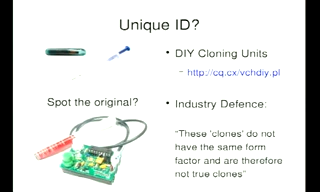 Unique ID?
• DIY Cloning Units
– http://cq.cx/vchdiy.pl
Spot the original?
• Industry Defence:
"These 'clones' do not
have the same form
factor and are therefore
not true clones"